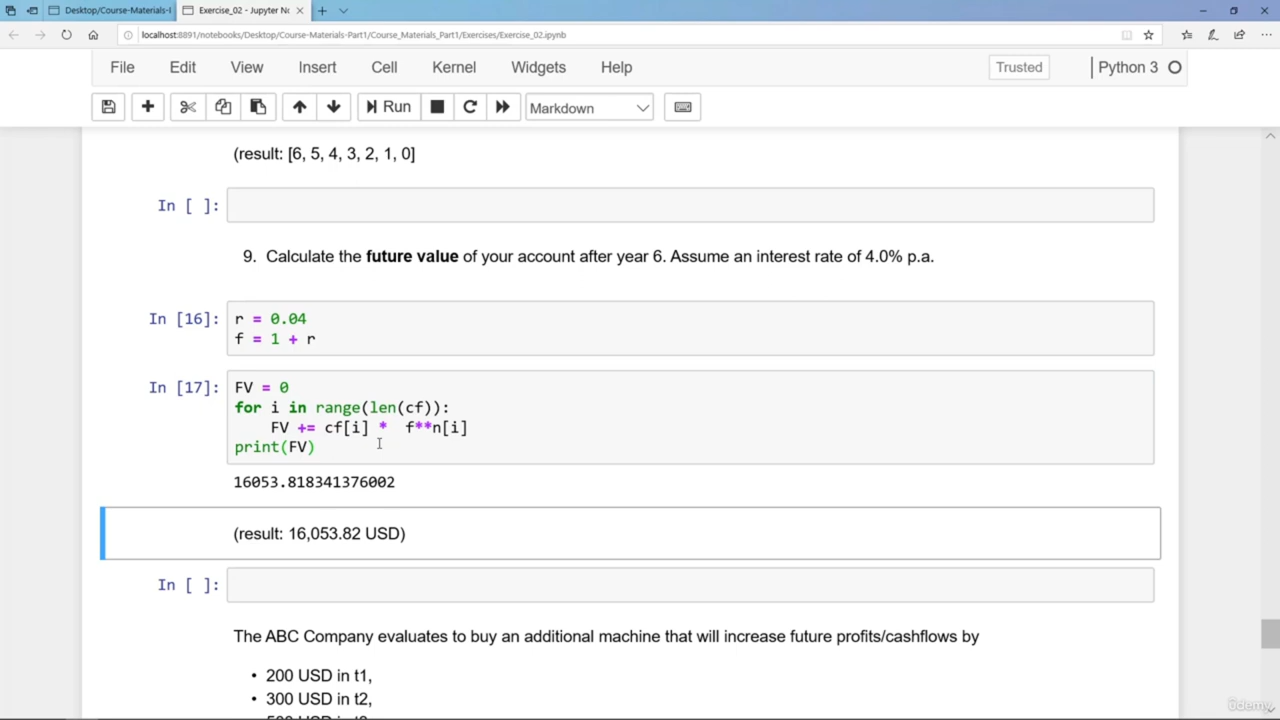 Desktop/Course-Materials-
Exercise_02 - Jupyter No
localhost:8891/notebooks/Desktop/Course-Materials-Part1/Course_Materials_Part1/Exercises/Exercise_02.ipynb
File Edit View Insert Cell Kernel Widgets Help Trusted Python 3
Run Markdown
(result: [6, 5, 4, 3, 2, 1, 0]
In [ ]:
9. Calculate the future value of your account after year 6. Assume an interest rate of 4.0% p.a.
In [16]: r = 0.04
f = 1 + r
In [17]: FV = 0
for i in range(len(cf)):
FV += cf[i] * f**n[i]
print(FV)
16053.818341376002
(result: 16,053.82 USD)
In [ ]:
The ABC Company evaluates to buy an additional machine that will increase future profits/cashflows by
• 200 USD in t1,
• 300 USD in t2,
ûdemy